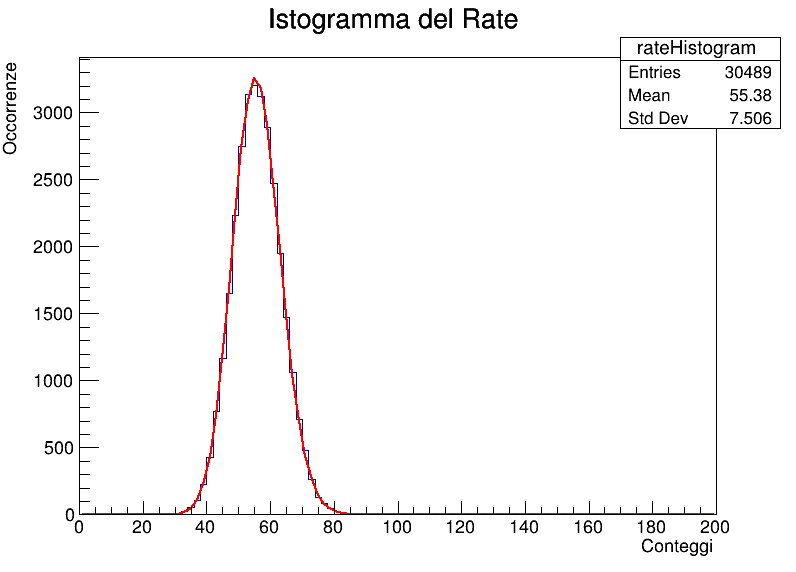 Istogramma del Rate
rateHistogram
Entries 30489
Mean 55.38
Std Dev 7.506
Occorrenze
3000
2500
2000
1500
1000
500
0
0 20 40 60 80 100 120 140 160 180 200
Conteggi